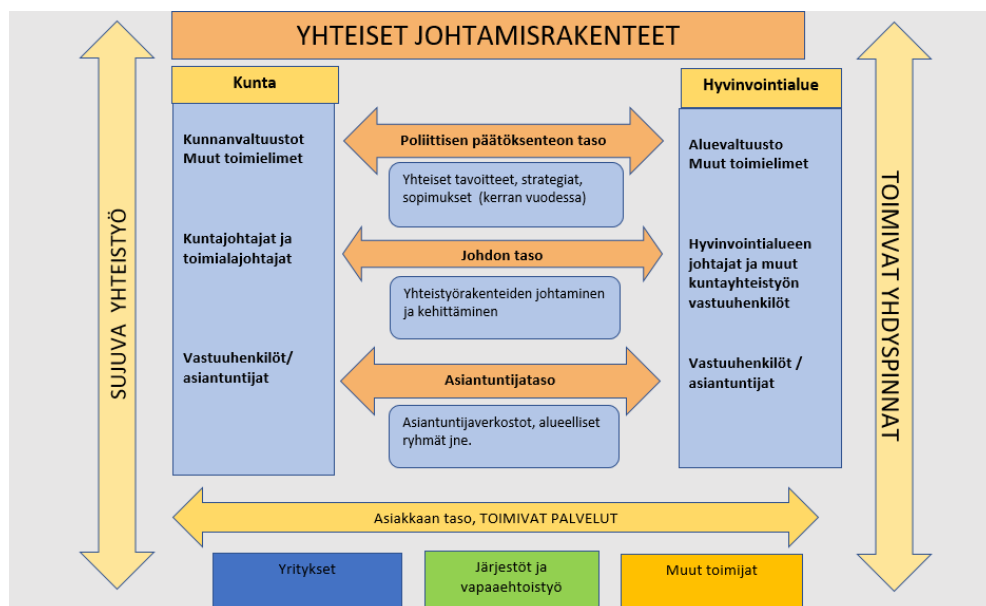 YHTEISET JOHTAMISRAKENTEET
SUJUVA YHTEISTYÖ
Kunta
Kunnanvaltuustot
Muut toimielimet
Kuntajohtajat ja
toimialajohtajat
Vastuuhenkilöt/
asiantuntijat
Poliittisen päätöksenteon taso
Yhteiset tavoitteet, strategiat,
sopimukset (kerran vuodessa)
Johdon taso
Yhteistyörakenteiden johtaminen
ja kehittäminen
Asiantuntijataso
Asiantuntijaverkostot, alueelliset
ryhmät jne.
Hyvinvointialue
Aluevaltuusto
Muut toimielimet
Hyvinvointialueen
johtajat ja muut
kuntayhteistyön
vastuuhenkilöt
Vastuuhenkilöt /
asiantuntijat
TOIMIVAT YHDYSPINNAT
Asiakkaan taso, TOIMIVAT PALVELUT
Yritykset
Järjestöt ja
vapaaehtoistyö
Muut toimijat